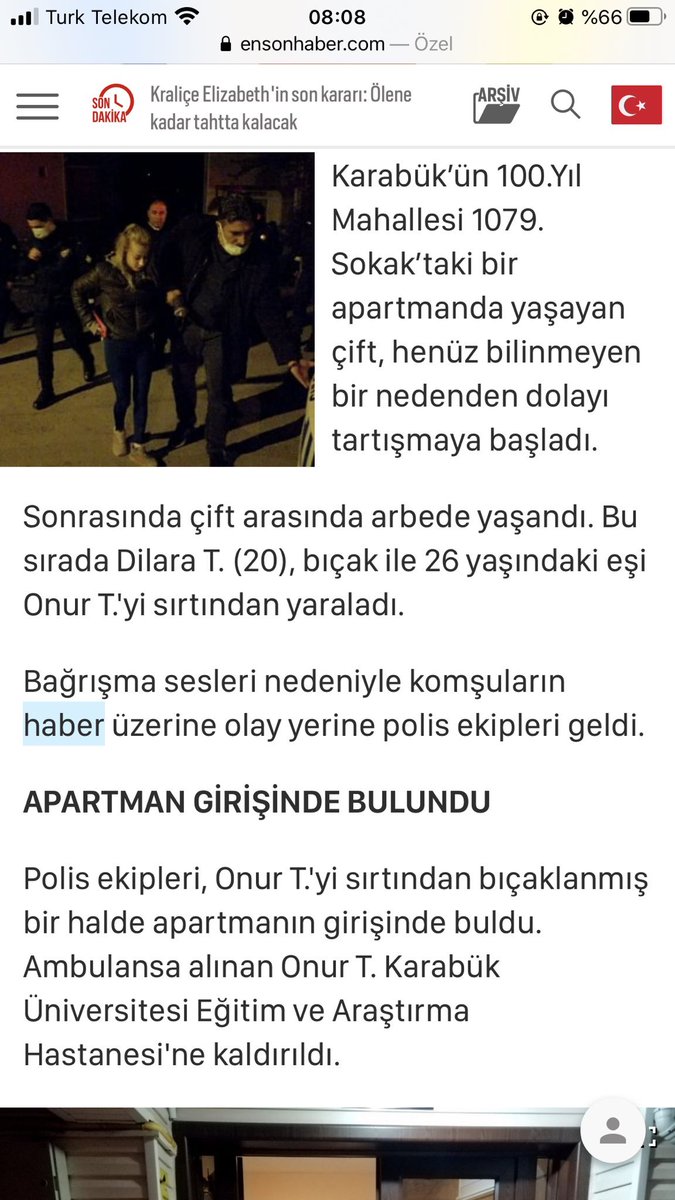 Turk Telekom 08:08 %66
ensonhaber.com — Özel
SON
DAKİKA
Kraliçe Elizabeth'in son kararı: Ölene
kadar tahtta kalacak
ARŞİV
Karabük’ün 100.Yıl
Mahallesi 1079.
Sokak’taki bir
apartmanda yaşayan
çift, henüz bilinmeyen
bir nedenden dolayı
tartışmaya başladı.
Sonrasında çift arasında arbede yaşandı. Bu
sırada Dilara T. (20), bıçak ile 26 yaşındaki eşi
Onur T.'yi sırtından yaraladı.
Bağrışma sesleri nedeniyle komşuların
haber üzerine olay yerine polis ekipleri geldi.
APARTMAN GİRİŞİNDE BULUNDU
Polis ekipleri, Onur T.'yi sırtından bıçaklanmış
bir halde apartmanın girişinde buldu.
Ambulansa alınan Onur T. Karabük
Üniversitesi Eğitim ve Araştırma
Hastanesi'ne kaldırıldı.